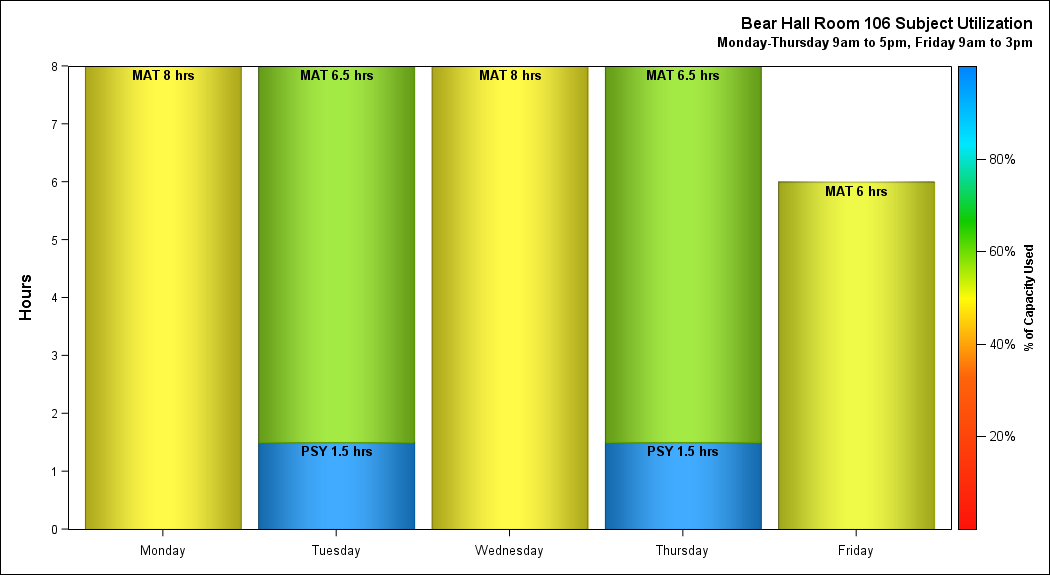 Bear Hall Room 106 Subject Utilization
Monday-Thursday 9am to 5pm, Friday 9am to 3pm
8
7
6
5
4
3
2
1
0
Hours
MAT 8 hrs
MAT 6.5 hrs
MAT 8 hrs
MAT 6.5 hrs
MAT 6 hrs
PSY 1.5 hrs
PSY 1.5 hrs
Monday
Tuesday
Wednesday
Thursday
Friday
80%
60%
40%
20%
% of Capacity Used